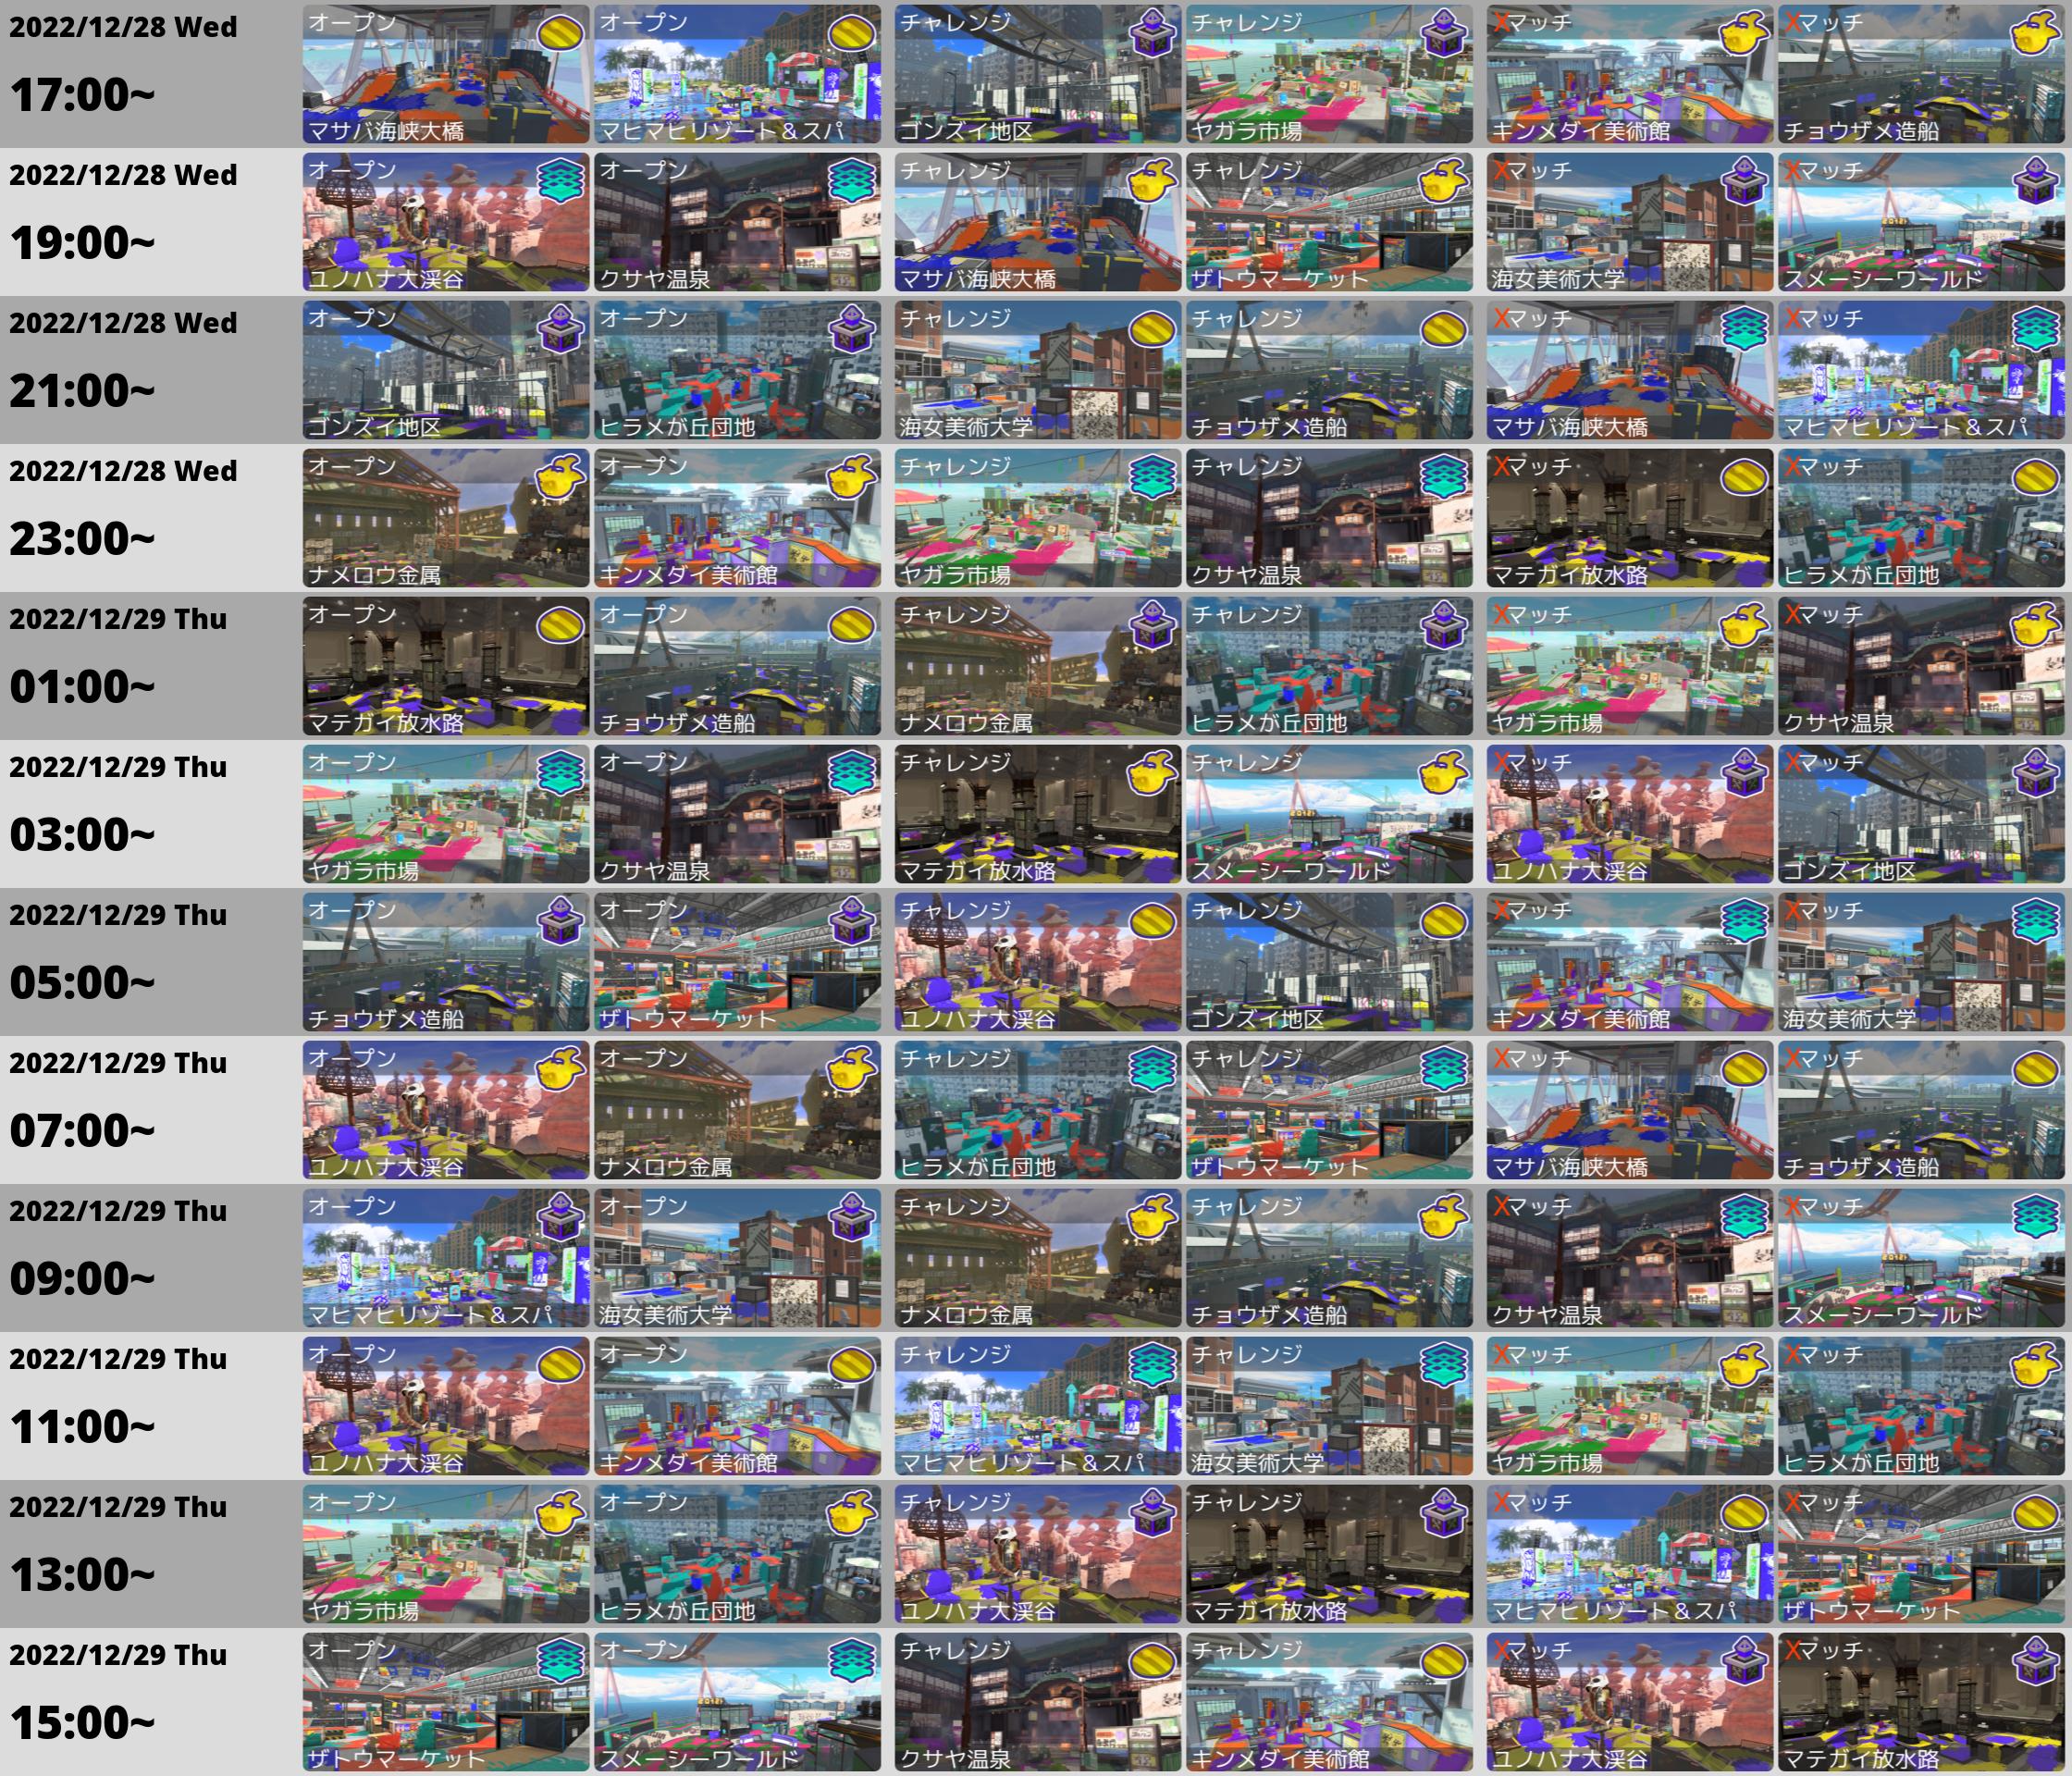 2022/12/28 Wed
17:00~
オープン
マサバ海峡大橋
オープン
マヒマヒリゾート&スパ
チャレンジ
ゴンズイ地区
チャレンジ
ヤガラ市場
Xマッチ
キンメダイ美術館
Xマッチ
チョウザメ造船
2022/12/28 Wed
19:00~
オープン
ユノハナ大渓谷
オープン
クサヤ温泉
チャレンジ
マサバ海峡大橋
チャレンジ
ザトウマーケット
Xマッチ
海女美術大学
Xマッチ
スメーシーワールド
2022/12/28 Wed
21:00~
オープン
ゴンズイ地区
オープン
ヒラメが丘団地
チャレンジ
海女美術大学
チャレンジ
チョウザメ造船
Xマッチ
マサバ海峡大橋
Xマッチ
マヒマヒリゾート&スパ
2022/12/28 Wed
23:00~
オープン
ナメロウ金属
オープン
キンメダイ美術館
チャレンジ
ヤガラ市場
チャレンジ
クサヤ温泉
Xマッチ
マテガイ放水路
Xマッチ
ヒラメが丘団地
2022/12/29 Thu
01:00~
オープン
マテガイ放水路
オープン
チョウザメ造船
チャレンジ
ナメロウ金属
チャレンジ
ヒラメが丘団地
Xマッチ
ヤガラ市場
Xマッチ
クサヤ温泉
2022/12/29 Thu
03:00~
オープン
ヤガラ市場
オープン
クサヤ温泉
チャレンジ
マテガイ放水路
チャレンジ
スメーシーワールド
Xマッチ
ユノハナ大渓谷
Xマッチ
ゴンズイ地区
2022/12/29 Thu
05:00~
オープン
チョウザメ造船
オープン
ザトウマーケット
チャレンジ
ユノハナ大渓谷
チャレンジ
ゴンズイ地区
Xマッチ
キンメダイ美術館
Xマッチ
海女美術大学
2022/12/29 Thu
07:00~
オープン
ユノハナ大渓谷
オープン
ナメロウ金属
チャレンジ
ヒラメが丘団地
チャレンジ
ザトウマーケット
Xマッチ
マサバ海峡大橋
Xマッチ
チョウザメ造船
2022/12/29 Thu
09:00~
オープン
マヒマヒリゾート&スパ
オープン
海女美術大学
チャレンジ
ナメロウ金属
チャレンジ
チョウザメ造船
Xマッチ
クサヤ温泉
Xマッチ
スメーシーワールド
2022/12/29 Thu
11:00~
オープン
ユノハナ大渓谷
オープン
キンメダイ美術館
チャレンジ
マヒマヒリゾート&スパ
チャレンジ
海女美術大学
Xマッチ
ヤガラ市場
Xマッチ
ヒラメが丘団地
2022/12/29 Thu
13:00~
オープン
ヤガラ市場
オープン
ヒラメが丘団地
チャレンジ
ユノハナ大渓谷
チャレンジ
マテガイ放水路
Xマッチ
マヒマヒリゾート&スパ
Xマッチ
ザトウマーケット
2022/12/29 Thu
15:00~
オープン
ザトウマーケット
オープン
スメーシーワールド
チャレンジ
クサヤ温泉
チャレンジ
キンメダイ美術館
Xマッチ
ユノハナ大渓谷
Xマッチ
マテガイ放水路